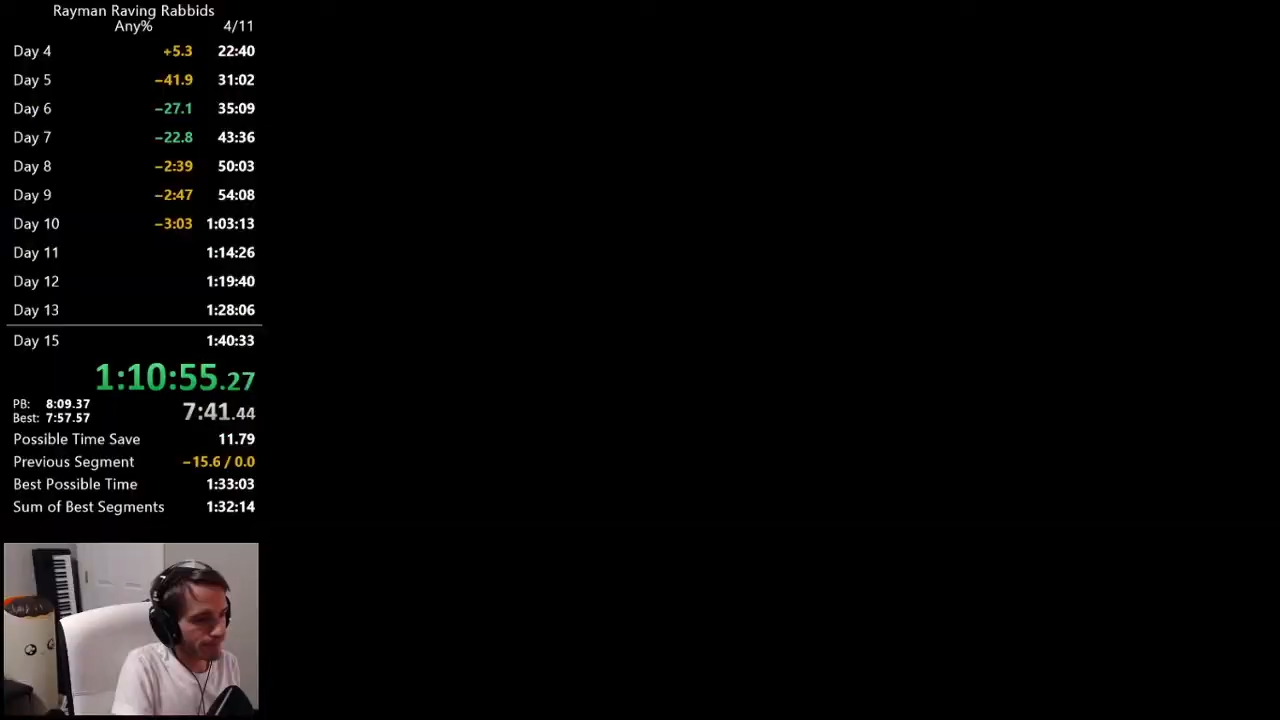 Rayman Raving Rabbids
Any% 4/11
Day 4 +5.3 22:40
Day 5 −41.9 31:02
Day 6 −27.1 35:09
Day 7 −22.8 43:36
Day 8 −2:39 50:03
Day 9 −2:47 54:08
Day 10 −3:03 1:03:13
Day 11 1:14:26
Day 12 1:19:40
Day 13 1:28:06
Day 15 1:40:33
1:10:55.27
PB: 8:09.37 7:41.44
Best: 7:57.57
Possible Time Save 11.79
Previous Segment −15.6 / 0.0
Best Possible Time 1:33:03
Sum of Best Segments 1:32:14